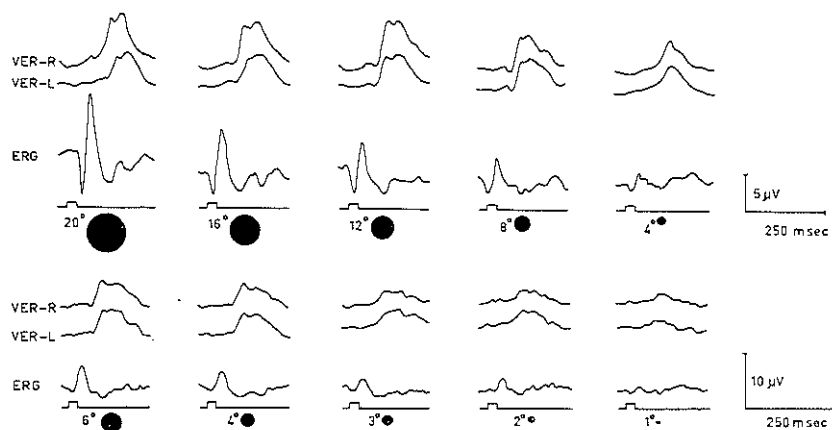 VER-R
VER-L
ERG
20° 16° 12° 8° 4°
5 μV
250 msec
VER-R
VER-L
ERG
10 μV
6° 4° 3° 2° 1°
250 msec